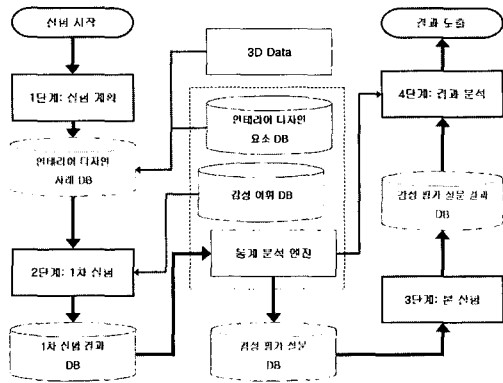 실험 시작
1단계: 실험 계획
인테리어 디자인
사례 DB
2단계: 1차 실험
1차 실험 결과
DB
3D Data
인테리어 디자인
요소 DB
감성 어휘 DB
통계 분석 엔진
감성 평가 설문
DB
결과 도출
4단계: 결과 분석
감성 평가 설문 결과
DB
3단계: 본 실험